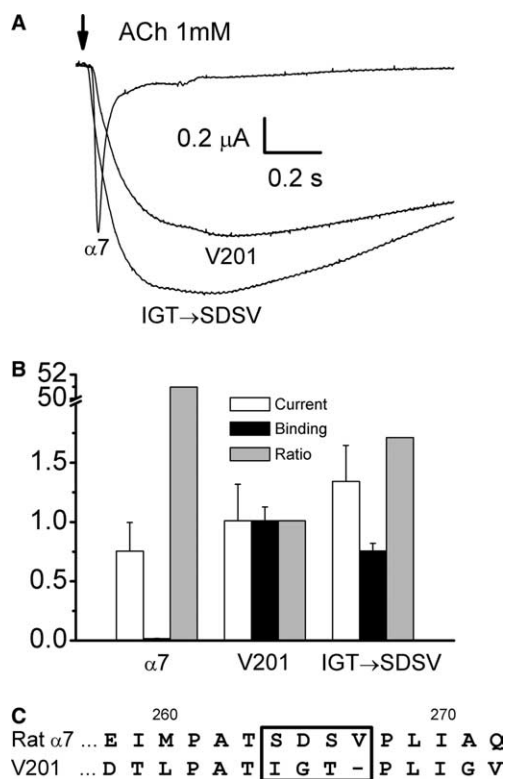 A
ACh 1mM
0.2 μA
0.2 s
α7
V201
IGT→SDSV
B
52
50
1.5
1.0
0.5
0.0
Current
Binding
Ratio
α7 V201 IGT→SDSV
C
260 270
Rat α7 ... E I M P A T S D S V P L I A Q
V201 ... D T L P A T I G T - P L I G V